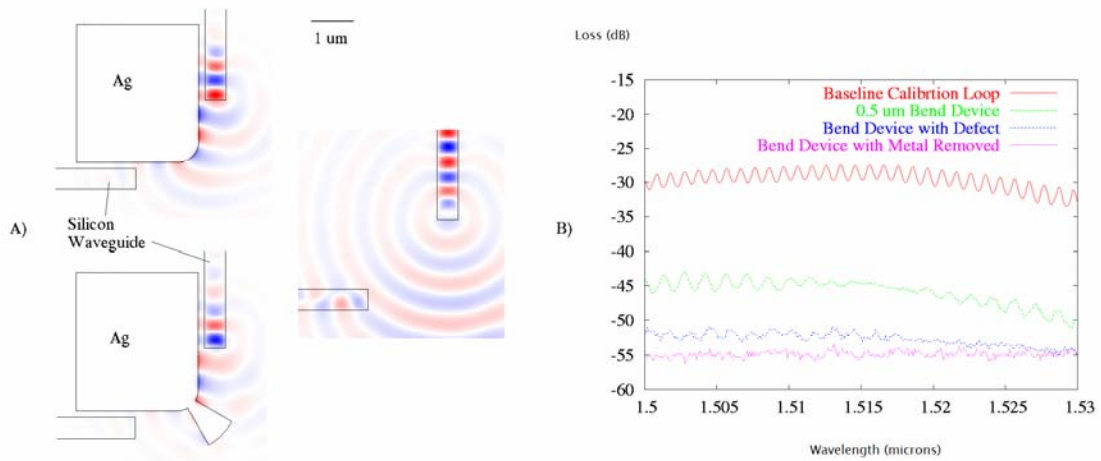 A)
Ag
1 um
Silicon
Waveguide
Ag
B)
Loss (dB)
-15
-20
-25
-30
-35
-40
-45
-50
-55
-60
Baseline Calibrtion Loop
0.5 um Bend Device
Bend Device with Defect
Bend Device with Metal Removed
1.5
1.505
1.51
1.515
1.52
1.525
1.53
Wavelength (microns)